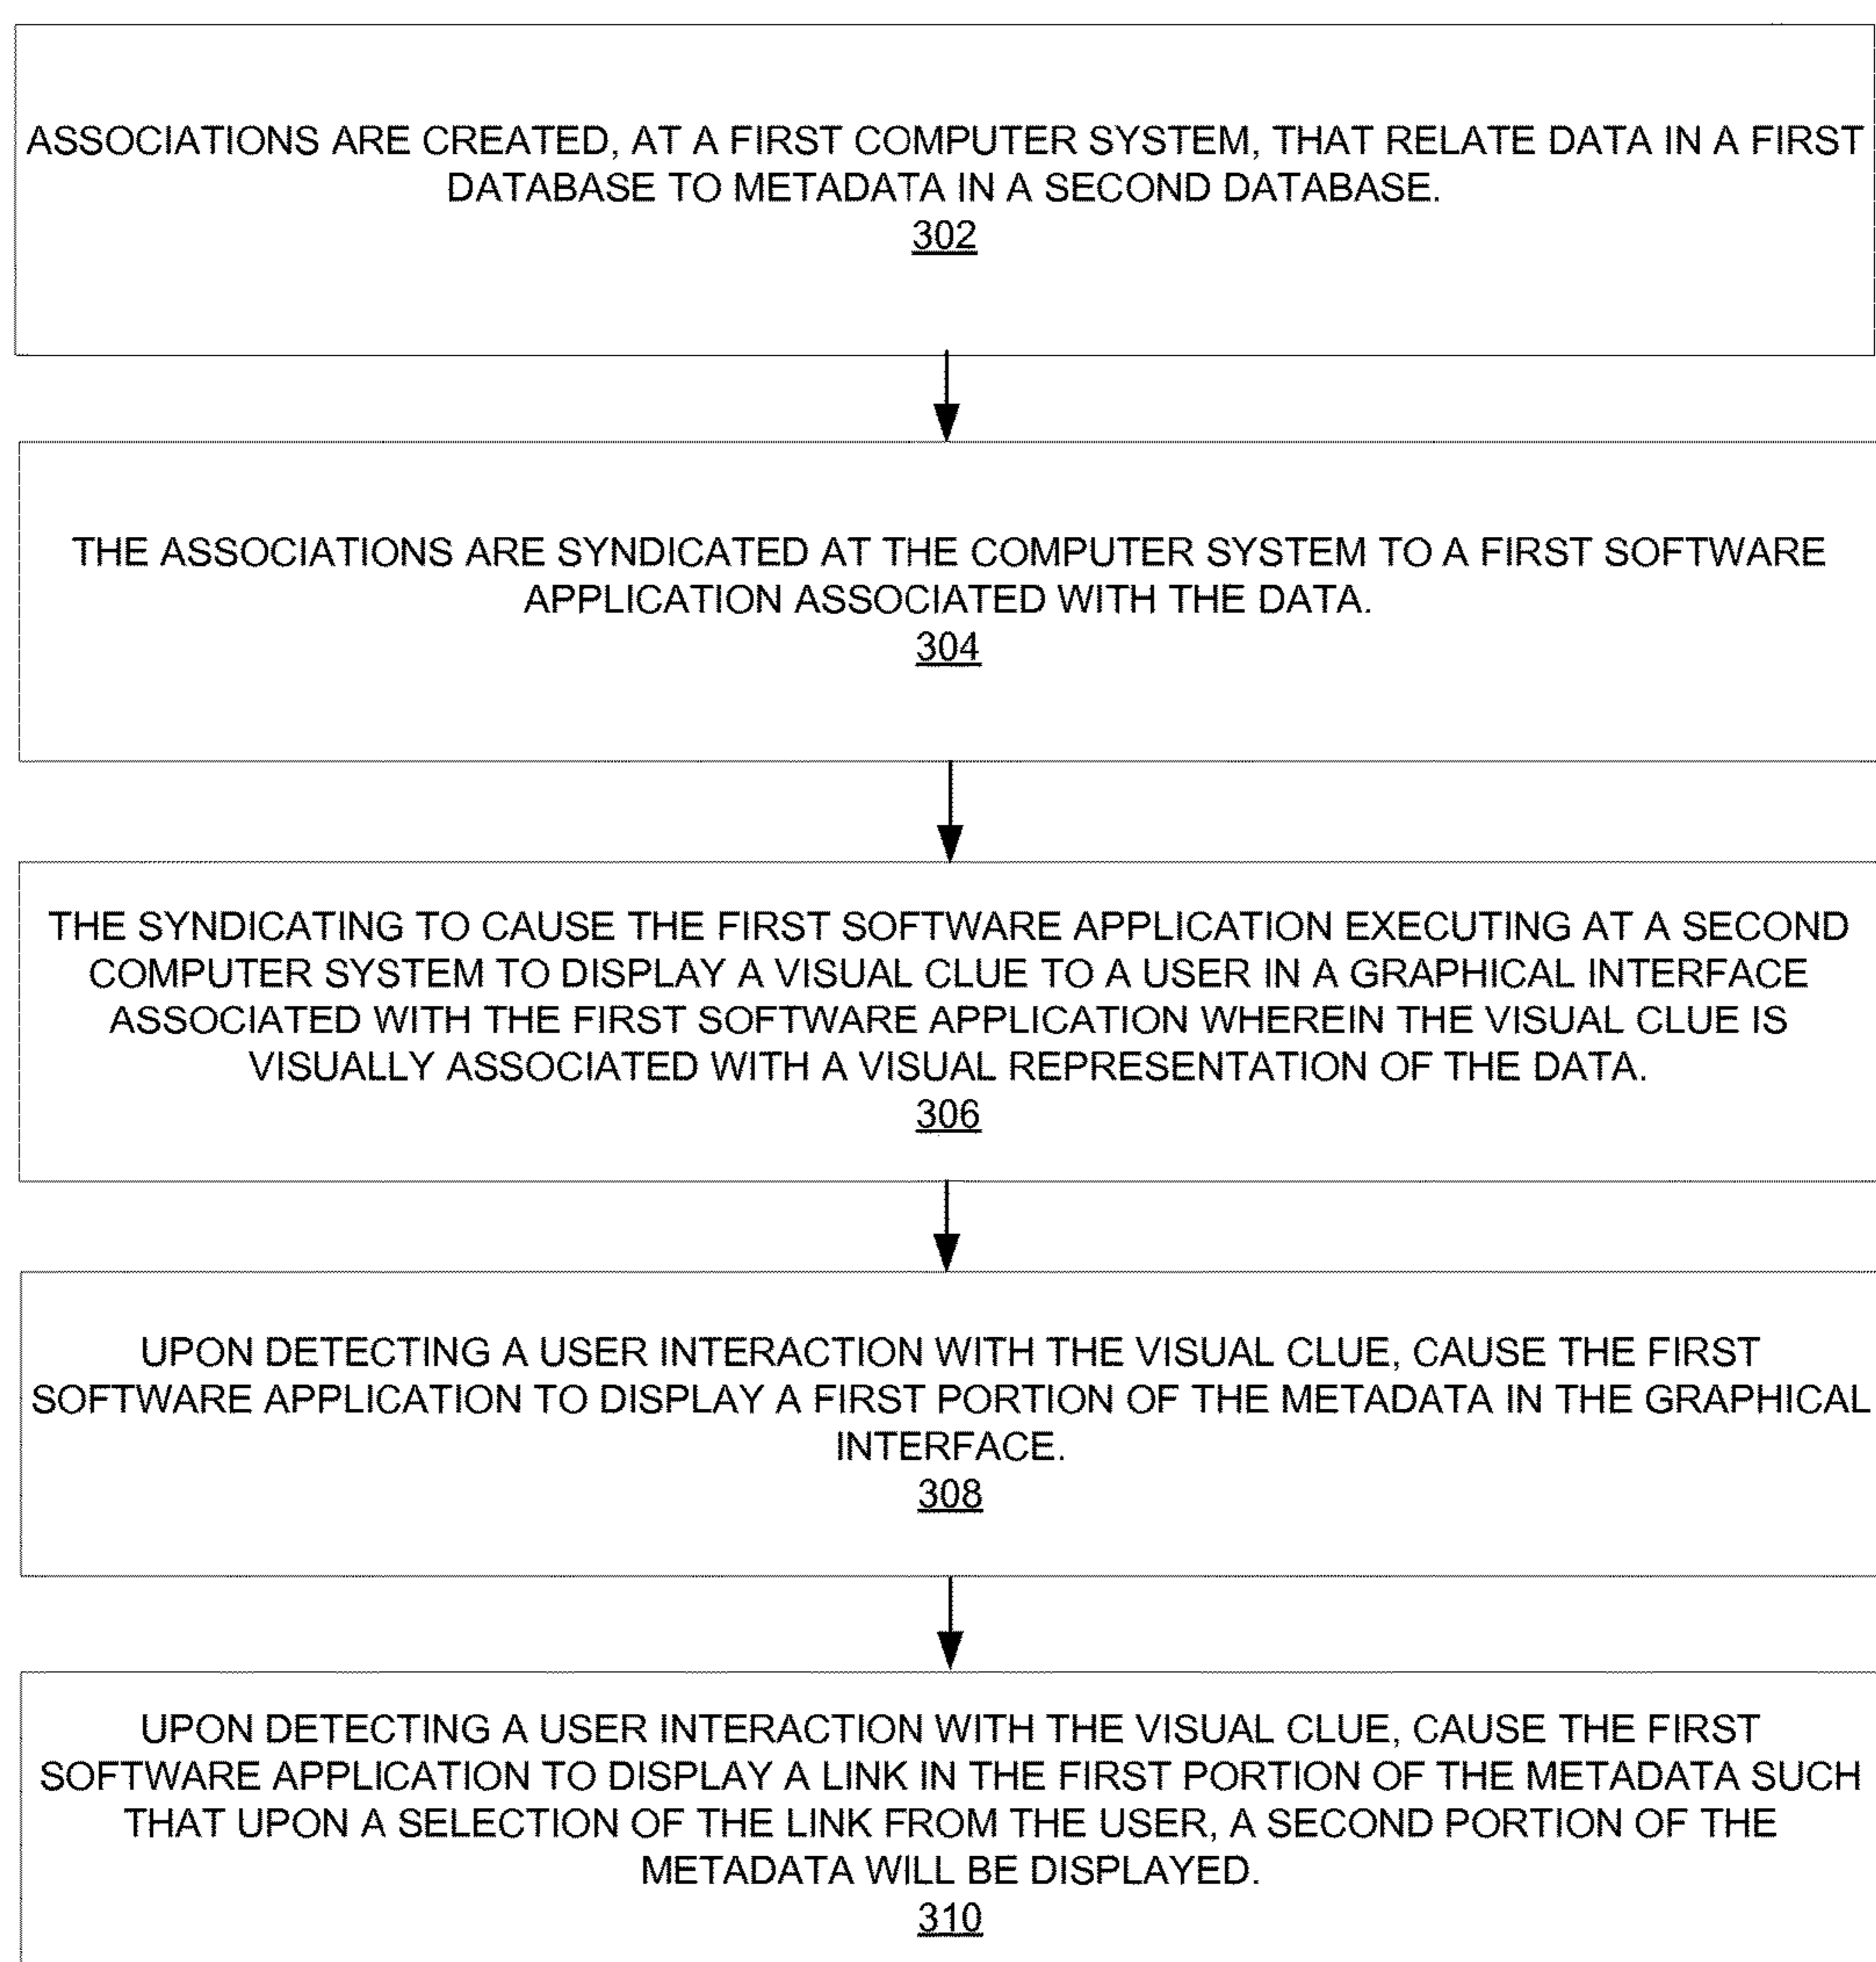 ASSOCIATIONS ARE CREATED, AT A FIRST COMPUTER SYSTEM, THAT RELATE DATA IN A FIRST
DATABASE TO METADATA IN A SECOND DATABASE.
302
THE ASSOCIATIONS ARE SYNDICATED AT THE COMPUTER SYSTEM TO A FIRST SOFTWARE
APPLICATION ASSOCIATED WITH THE DATA.
304
THE SYNDICATING TO CAUSE THE FIRST SOFTWARE APPLICATION EXECUTING AT A SECOND
COMPUTER SYSTEM TO DISPLAY A VISUAL CLUE TO A USER IN A GRAPHICAL INTERFACE
ASSOCIATED WITH THE FIRST SOFTWARE APPLICATION WHEREIN THE VISUAL CLUE IS
VISUALLY ASSOCIATED WITH A VISUAL REPRESENTATION OF THE DATA.
306
UPON DETECTING A USER INTERACTION WITH THE VISUAL CLUE, CAUSE THE FIRST
SOFTWARE APPLICATION TO DISPLAY A FIRST PORTION OF THE METADATA IN THE GRAPHICAL
INTERFACE.
308
UPON DETECTING A USER INTERACTION WITH THE VISUAL CLUE, CAUSE THE FIRST
SOFTWARE APPLICATION TO DISPLAY A LINK IN THE FIRST PORTION OF THE METADATA SUCH
THAT UPON A SELECTION OF THE LINK FROM THE USER, A SECOND PORTION OF THE
METADATA WILL BE DISPLAYED.
310